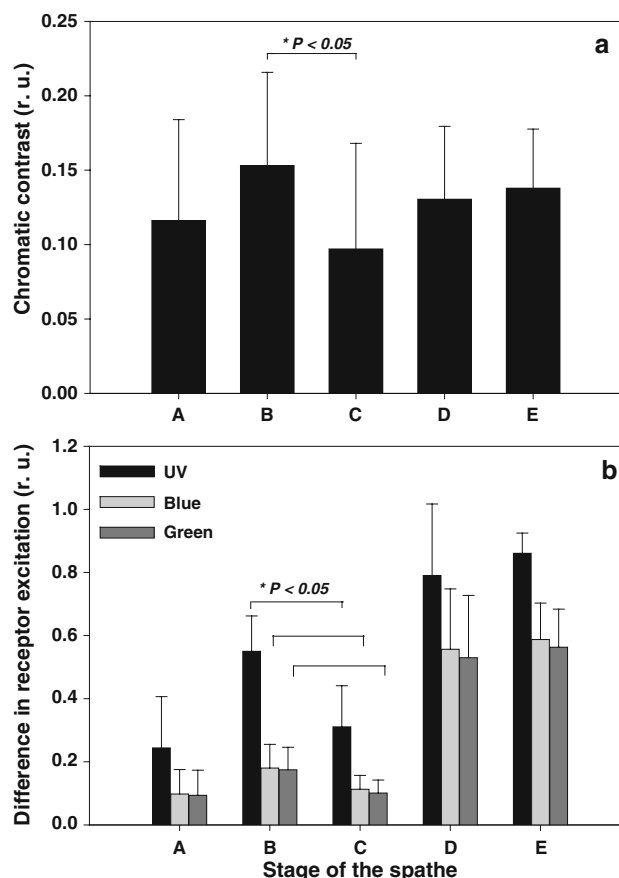 a
* P < 0.05
Chromatic contrast (r. u.)
0.25
0.20
0.15
0.10
0.05
0.00
A B C D E
b
UV
Blue
Green
* P < 0.05
Difference in receptor excitation (r. u.)
1.2
1.0
0.8
0.6
0.4
0.2
0.0
A B C D E
Stage of the spathe